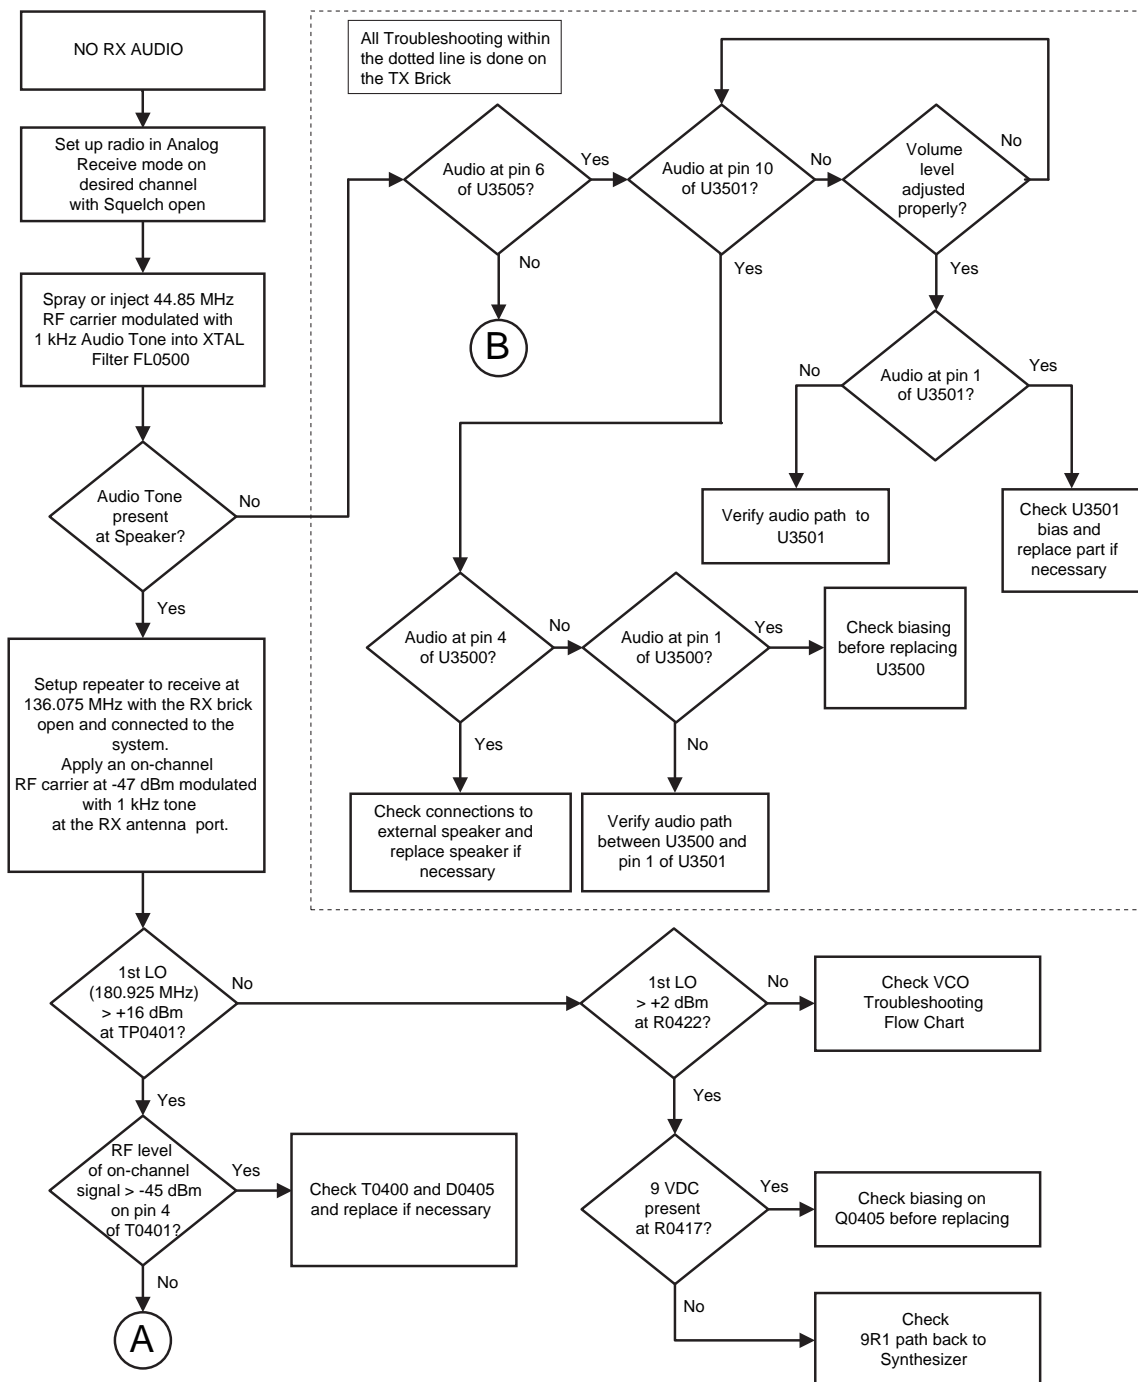 NO RX AUDIO
Set up radio in Analog
Receive mode on
desired channel
with Squelch open
Spray or inject 44.85 MHz
RF carrier modulated with
1 kHz Audio Tone into XTAL
Filter FL0500
Audio Tone
present
at Speaker?
No
Yes
Setup repeater to receive at
136.075 MHz with the RX brick
open and connected to the
system.
Apply an on-channel
RF carrier at -47 dBm modulated
with 1 kHz tone
at the RX antenna port.
All Troubleshooting within
the dotted line is done on
the TX Brick
Audio at pin 6
of U3505?
Yes
No
B
Audio at pin 10
of U3501?
No
Yes
Volume
level
adjusted
properly?
No
Yes
Audio at pin 1
of U3501?
No
Yes
Verify audio path to
U3501
Check U3501
bias and
replace part if
necessary
Audio at pin 4
of U3500?
No
Yes
Audio at pin 1
of U3500?
Yes
No
Check biasing
before replacing
U3500
Check connections to
external speaker and
replace speaker if
necessary
Verify audio path
between U3500 and
pin 1 of U3501
1st LO
(180.925 MHz)
> +16 dBm
at TP0401?
No
Yes
1st LO
> +2 dBm
at R0422?
No
Yes
Check VCO
Troubleshooting
Flow Chart
RF level
of on-channel
signal > -45 dBm
on pin 4
of T0401?
Yes
No
Check T0400 and D0405
and replace if necessary
9 VDC
present
at R0417?
Yes
No
Check biasing on
Q0405 before replacing
A
Check
9R1 path back to
Synthesizer